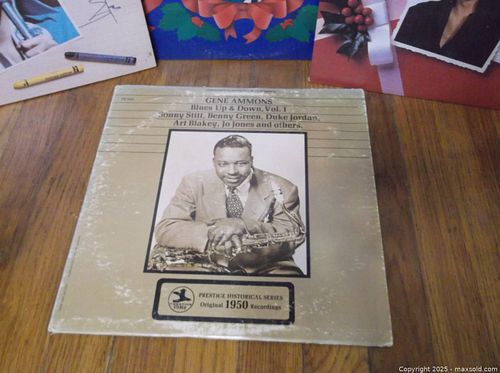 GENE AMMONS
Blues Up & Down, Vol. 1
Sonny Stitt, Benny Green, Duke Jordan,
Art Blakey, Jo Jones and others.
PRESTIGE HISTORICAL SERIES
Original 1950 Recordings
Copyright 2025 - maxsold.com